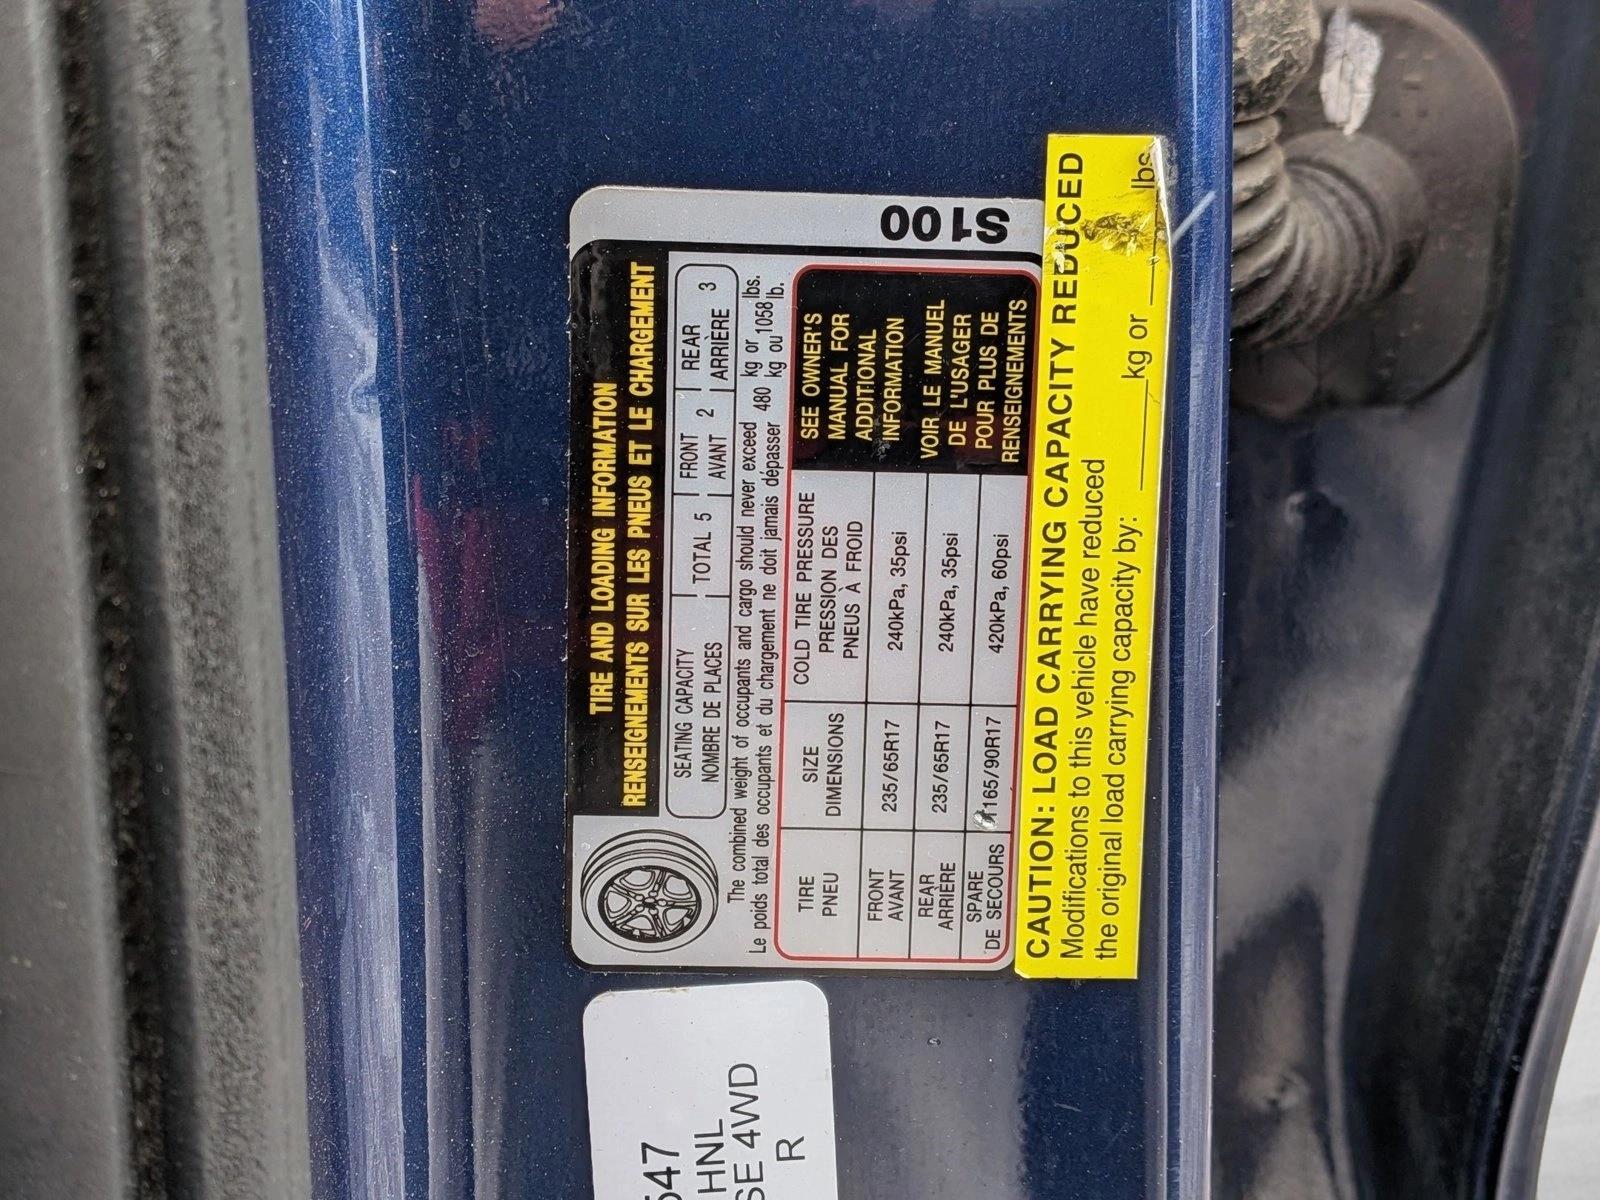 TIRE AND LOADING INFORMATION
RENSEIGNEMENTS SUR LES PNEUS ET LE CHARGEMENT
SEATING CAPACITY
NOMBRE DE PLACES
TOTAL 5
FRONT
AVANT 2
REAR
ARRIÈRE 3
The combined weight of occupants and cargo should never exceed 480 kg or 1058 lbs.
Le poids total des occupants et du chargement ne doit jamais dépasser 480 kg ou 1058 lb.
TIRE
PNEU
SIZE
DIMENSIONS
COLD TIRE PRESSURE
PRESSION DES
PNEUS À FROID
FRONT
AVANT
235/65R17
240kPa, 35psi
REAR
ARRIÈRE
235/65R17
240kPa, 35psi
SPARE
DE SECOURS
165/90R17
420kPa, 60psi
SEE OWNER'S
MANUAL FOR
ADDITIONAL
INFORMATION
VOIR LE MANUEL
DE L'USAGER
POUR PLUS DE
RENSEIGNEMENTS
S100
CAUTION: LOAD CARRYING CAPACITY REDUCED
Modifications to this vehicle have reduced
the original load carrying capacity by: ______kg or ______lbs
547
HNL
SE 4WD
R